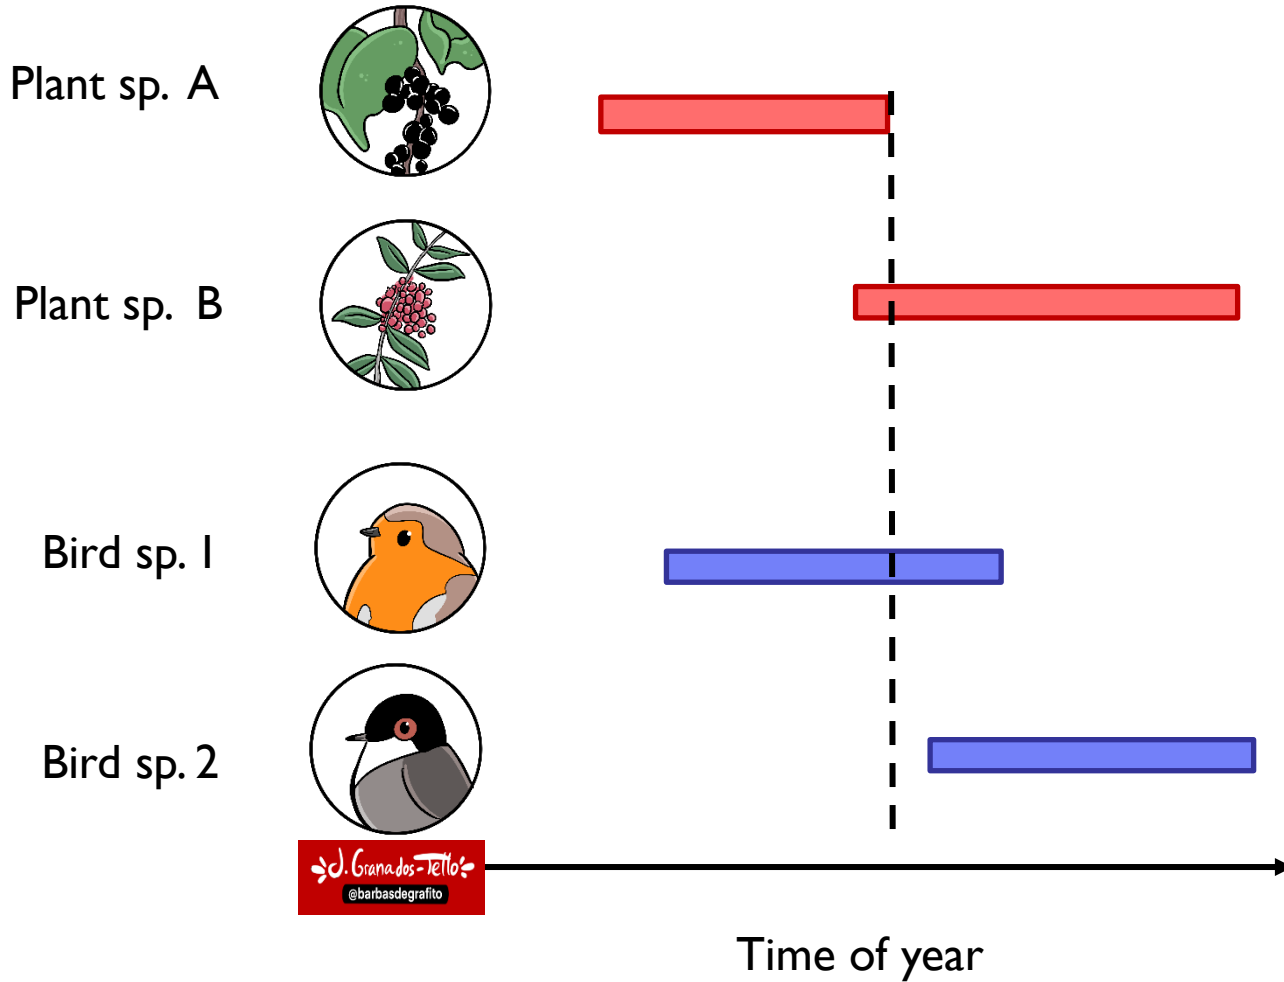 Plant sp. A
Plant sp. B
Bird sp. 1
Bird sp. 2
J. Granados-Tello
@barbasdegrafito
Time of year